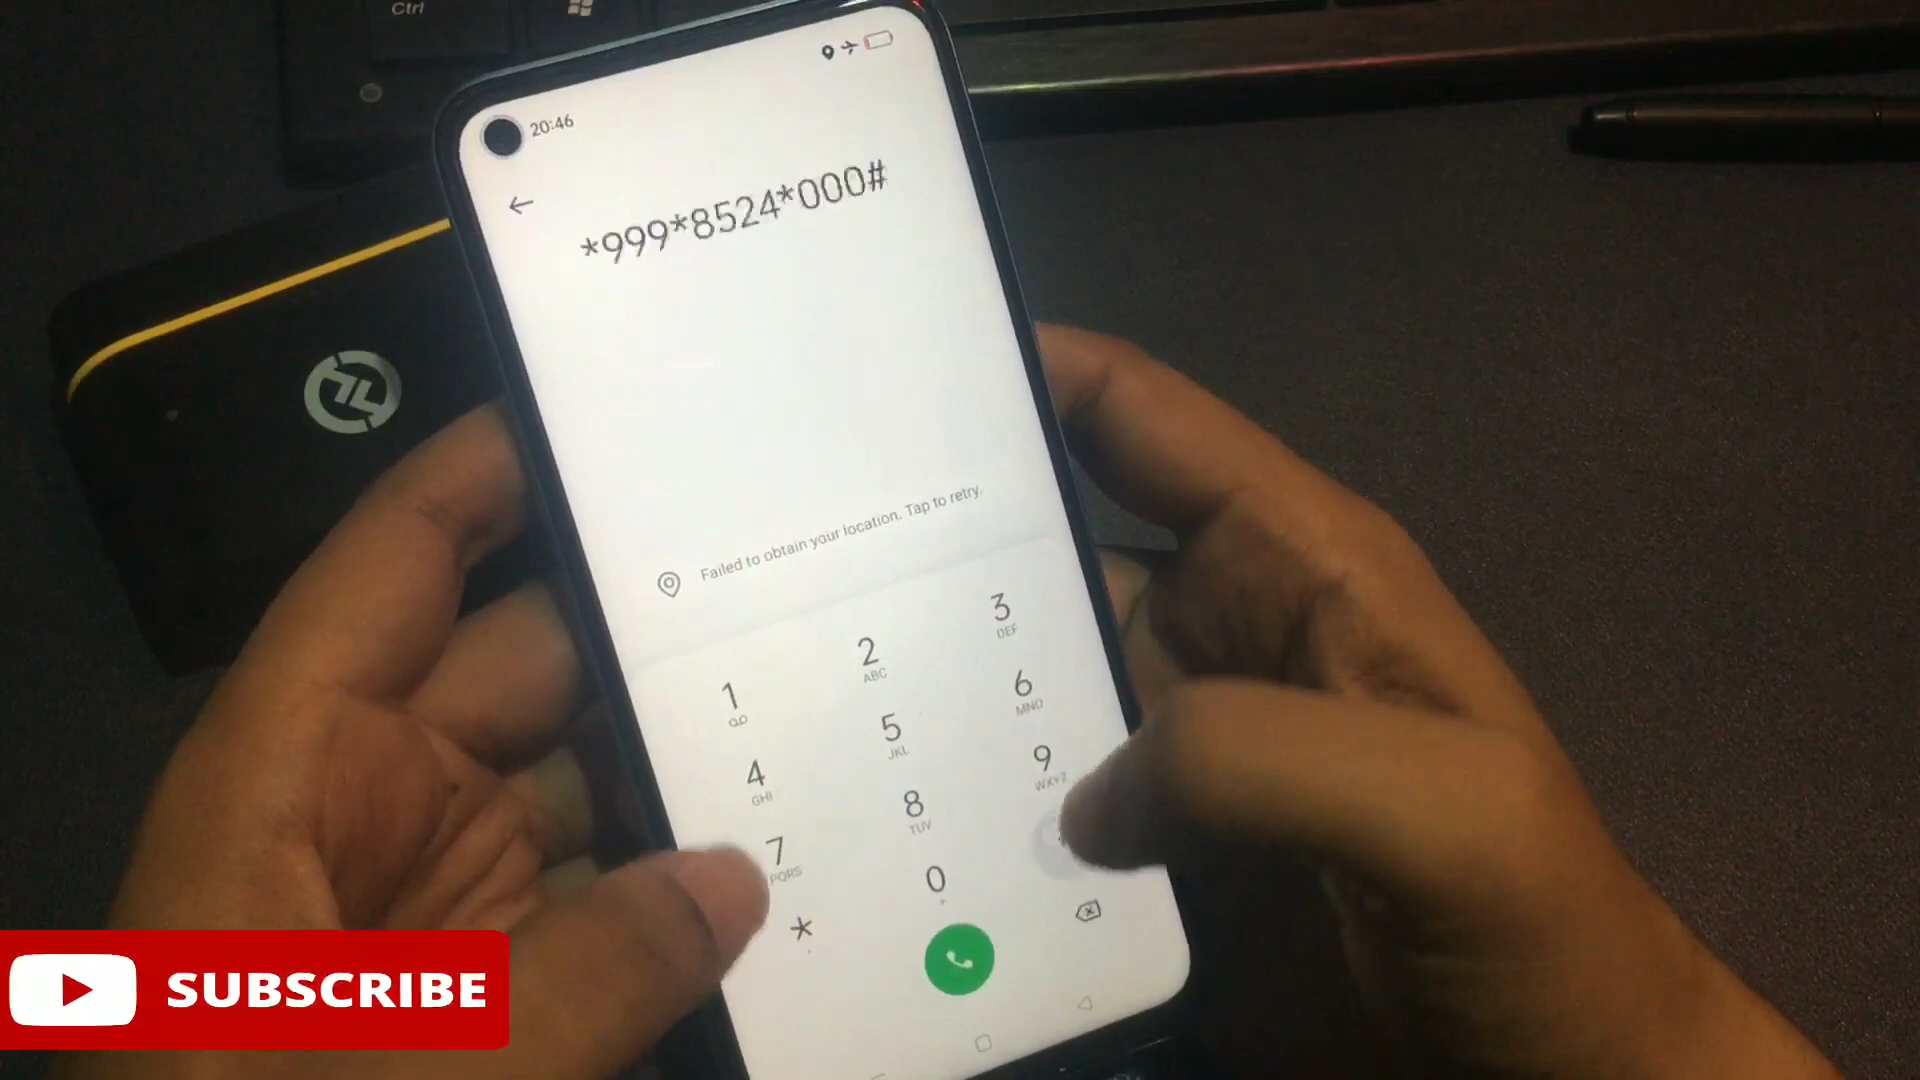 Ctrl
20:46
*999*8524*000#
Failed to obtain your location. Tap to retry.
1
2
ABC
3
DEF
4
GHI
5
JKL
6
MNO
7
PQRS
8
TUV
9
WXYZ
*
0
+
SUBSCRIBE